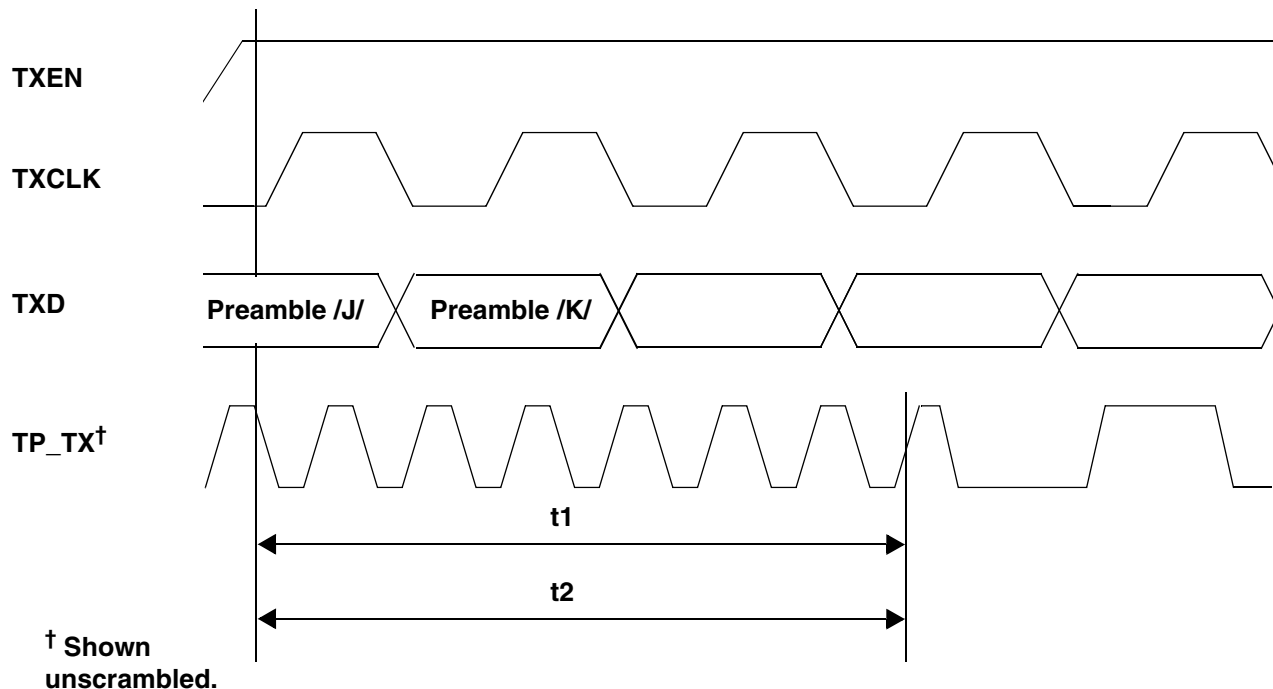 TXEN
TXCLK
TXD
Preamble /J/
Preamble /K/
TP_TX†
t1
t2
† Shown
unscrambled.